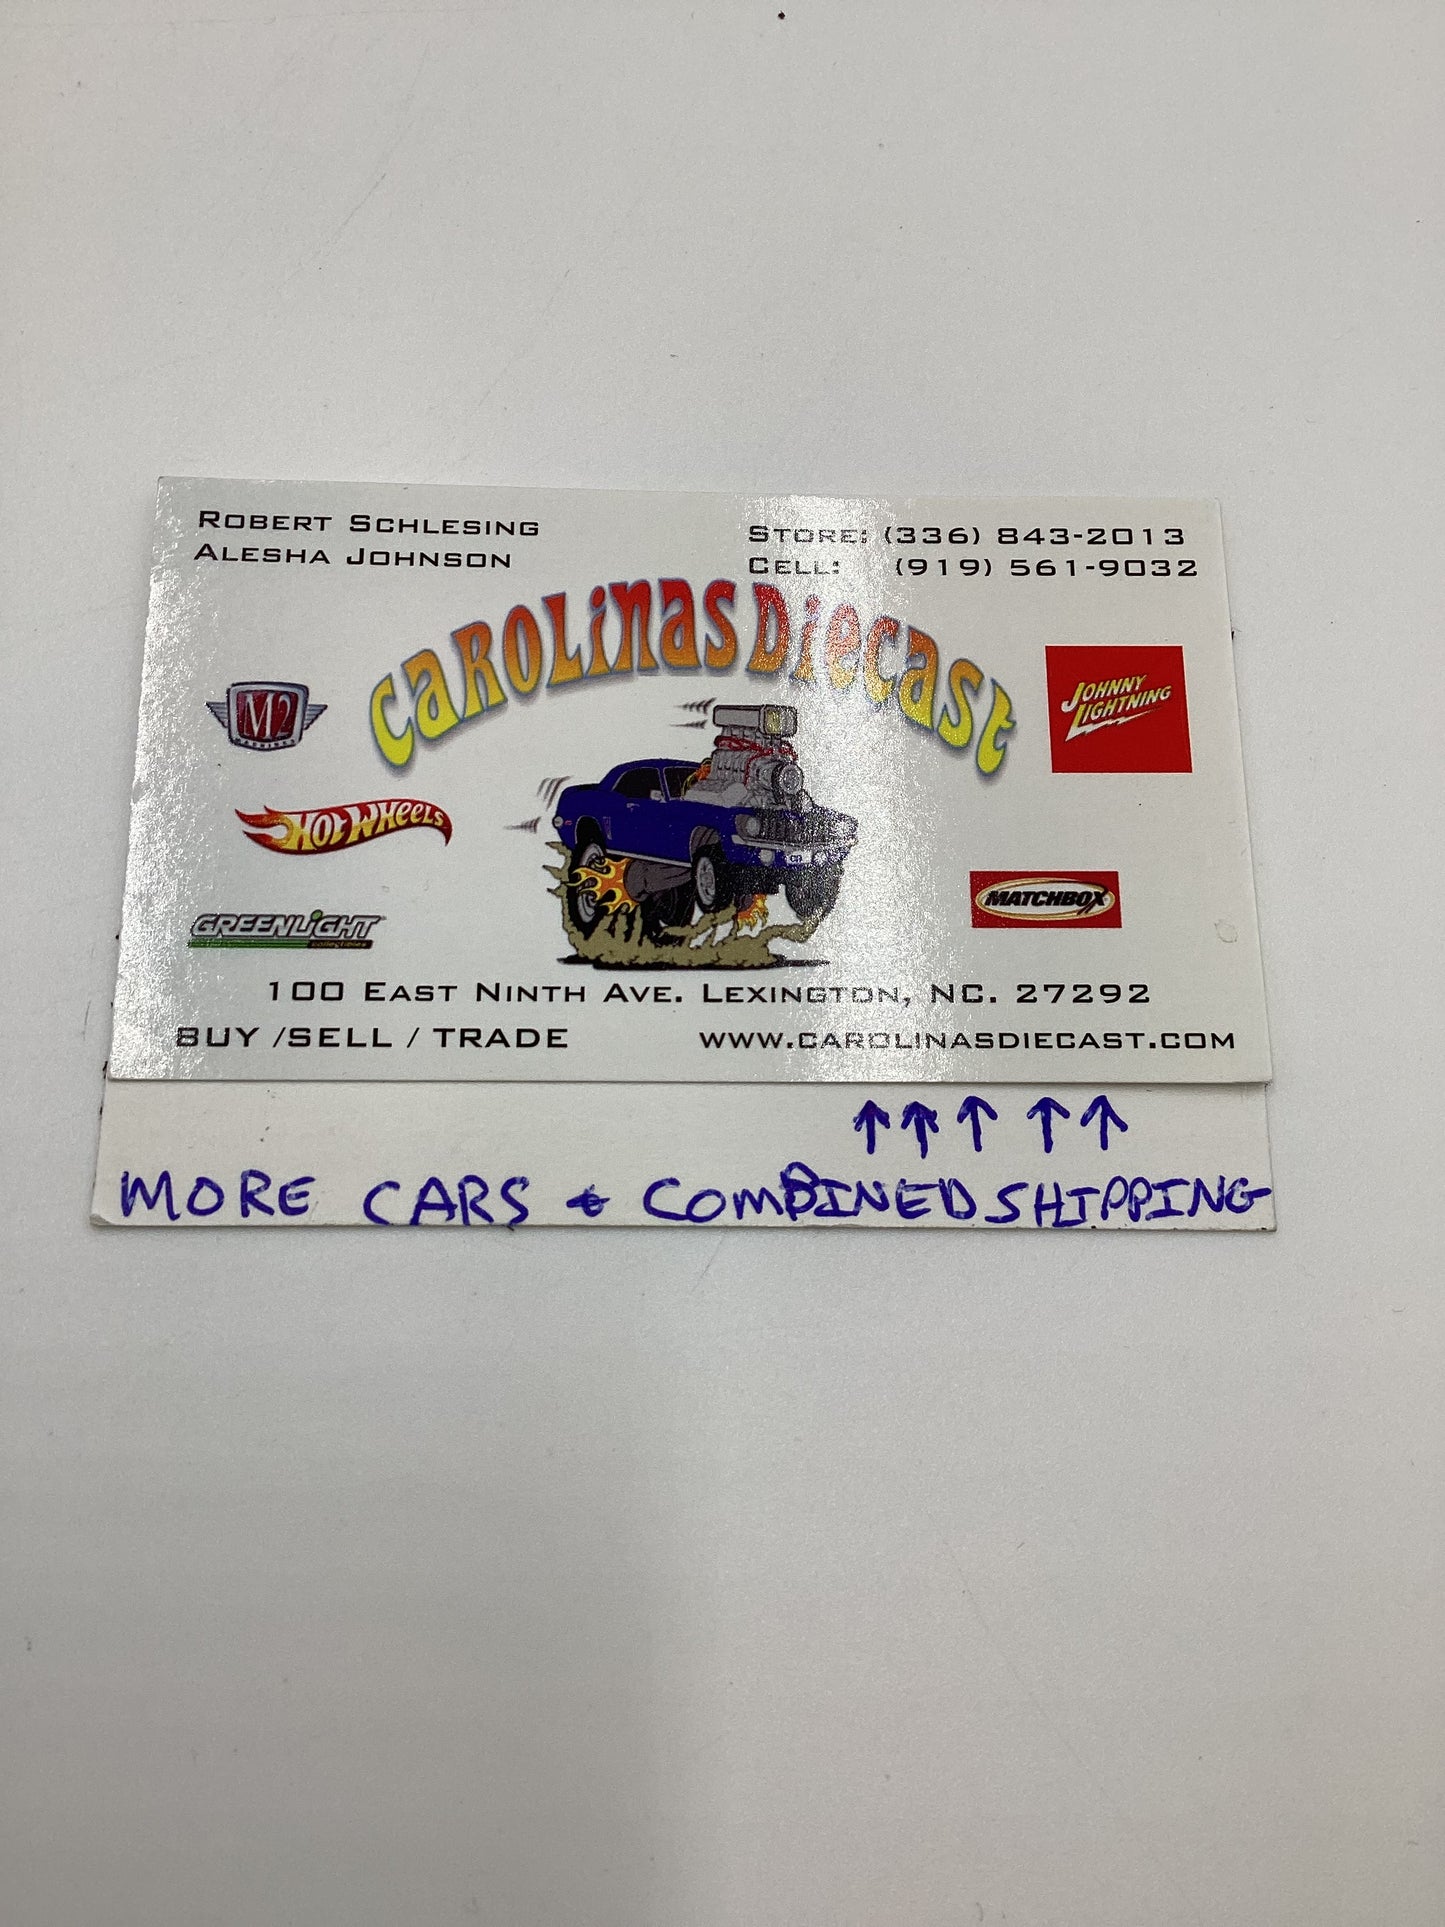 ROBERT SCHLESING
ALESHA JOHNSON
STORE: (336) 843-2013
CELL: (919) 561-9032
CAROLiNAS DiECAST
M2
MACHINES
JOHNNY
LIGHTNING
HOT WHEELS
MATCHBOX
GREENLiGHT
collectibles
100 EAST NINTH AVE. LEXINGTON, NC. 27292
BUY /SELL / TRADE
WWW.CAROLINASDIECAST.COM
↑ ↑ ↑ ↑ ↑
MORE CARS & COMBINED SHIPPING